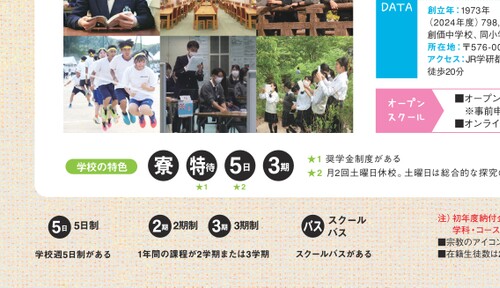 DATA
創立年：1973年
（2024年度）798,
創価中学校、同小
所在地：〒576-00
アクセス：JR学研都
徒歩20分
オープン
スクール
■オープン
※事前申
■オンライ
学校の特色
寮 特待 5日 3期
★1 ★2
★1 奨学金制度がある
★2 月2回土曜日休校。土曜日は総合的な探究の
5日 5日制
学校週5日制がある
2期 2期制 3期 3期制
1年間の課程が2学期または3学期
バス スクールバス
スクールバスがある
注）初年度納付金
学科・コース
■宗教のアイコン
■在籍生徒数は